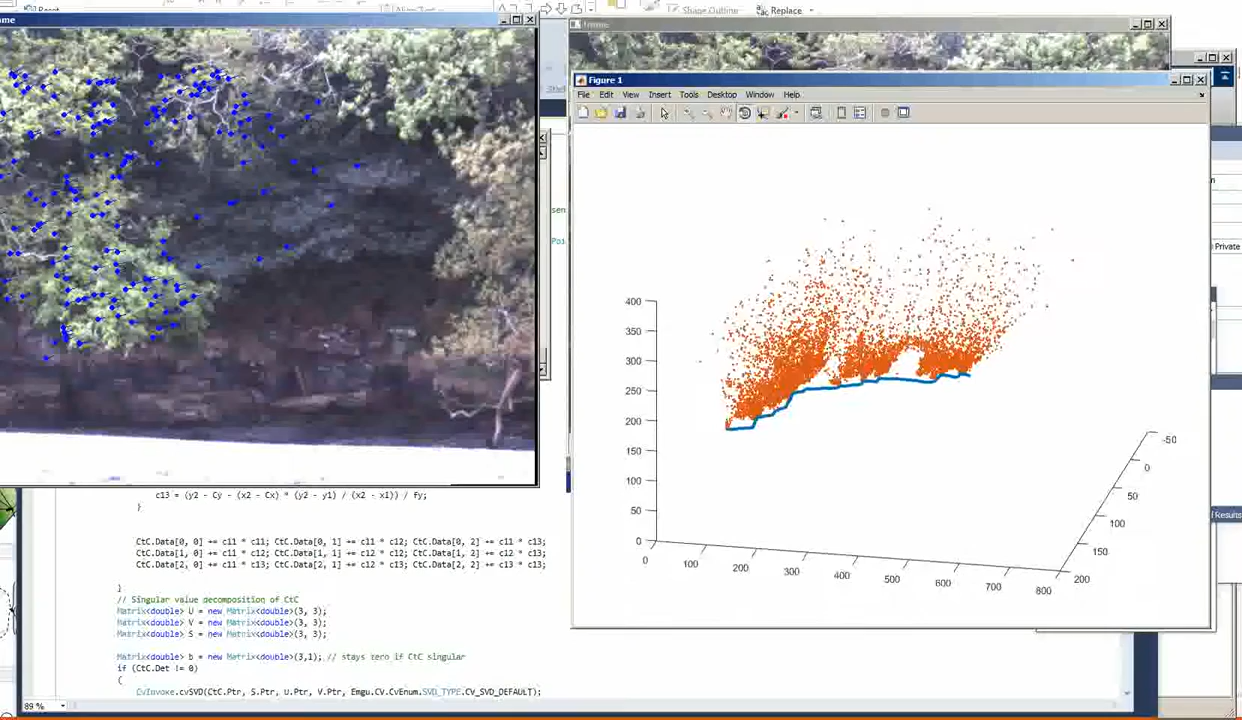 Reset
Shape Outline
Replace
ome
Figure 1
File Edit View Insert Tools Desktop Window Help
400
350
300
250
200
150
100
50
0
0
100
200
300
400
500
600
700
800
-50
0
50
100
150
200
Private
Results
c13 = (y2 - Cy - (x2 - Cx) * (y2 - y1) / (x2 - x1)) / fy;
}
CtC.Data[0, 0] += c11 * c11; CtC.Data[0, 1] += c11 * c12; CtC.Data[0, 2] += c11 * c13;
CtC.Data[1, 0] += c11 * c12; CtC.Data[1, 1] += c12 * c12; CtC.Data[1, 2] += c12 * c13;
CtC.Data[2, 0] += c11 * c13; CtC.Data[2, 1] += c12 * c13; CtC.Data[2, 2] += c13 * c13;
}
// Singular value decomposition of CtC
Matrix<double> U = new Matrix<double>(3, 3);
Matrix<double> V = new Matrix<double>(3, 3);
Matrix<double> S = new Matrix<double>(3, 3);
Matrix<double> b = new Matrix<double>(3,1); // stays zero if CtC singular
if (CtC.Det != 0)
{
CvInvoke.cvSVD(CtC.Ptr, S.Ptr, U.Ptr, V.Ptr, Emgu.CV.CvEnum.SVD_TYPE.CV_SVD_DEFAULT);
89 %